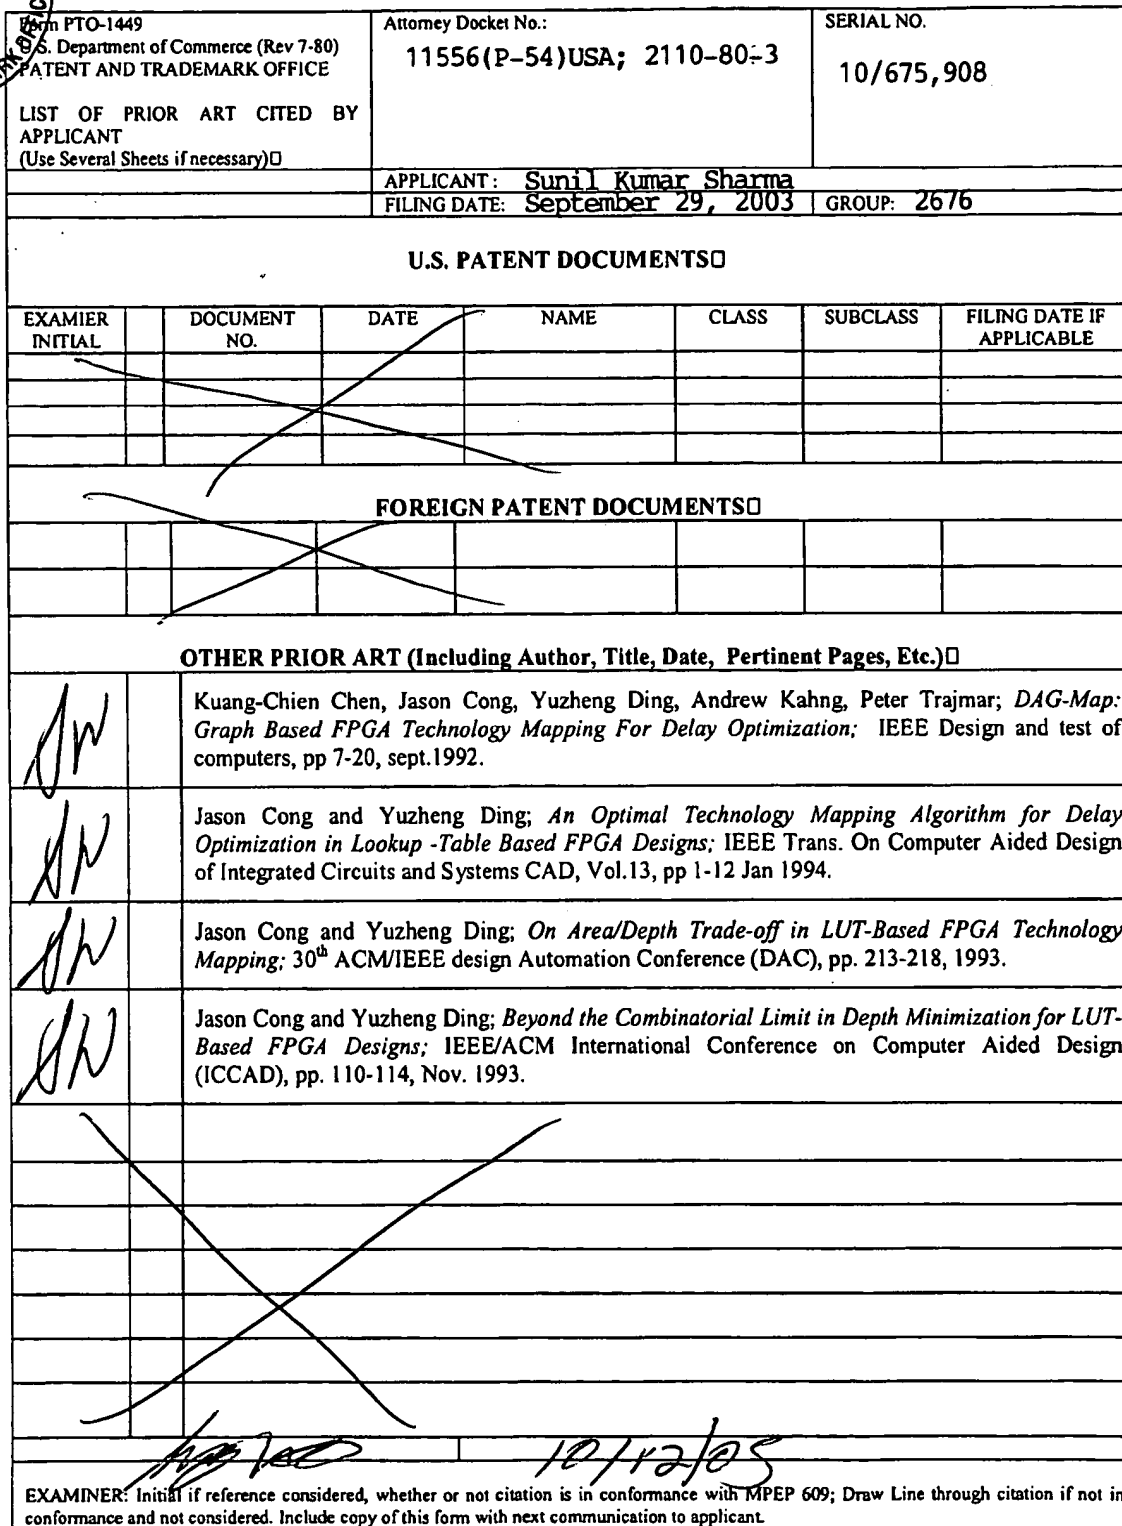 Form PTO-1449
U.S. Department of Commerce (Rev 7-80)
PATENT AND TRADEMARK OFFICE
LIST OF PRIOR ART CITED BY
APPLICANT
(Use Several Sheets if necessary)□
Attorney Docket No.:
11556(P-54)USA; 2110-80-3
SERIAL NO.
10/675,908
APPLICANT: Sunil Kumar Sharma
FILING DATE: September 29, 2003 GROUP: 2676
U.S. PATENT DOCUMENTS□
EXAMIER INITIAL
DOCUMENT NO.
DATE
NAME
CLASS
SUBCLASS
FILING DATE IF APPLICABLE
FOREIGN PATENT DOCUMENTS□
OTHER PRIOR ART (Including Author, Title, Date, Pertinent Pages, Etc.)□
Kuang-Chien Chen, Jason Cong, Yuzheng Ding, Andrew Kahng, Peter Trajmar; DAG-Map:
Graph Based FPGA Technology Mapping For Delay Optimization; IEEE Design and test of
computers, pp 7-20, sept.1992.
Jason Cong and Yuzheng Ding; An Optimal Technology Mapping Algorithm for Delay
Optimization in Lookup -Table Based FPGA Designs; IEEE Trans. On Computer Aided Design
of Integrated Circuits and Systems CAD, Vol.13, pp 1-12 Jan 1994.
Jason Cong and Yuzheng Ding; On Area/Depth Trade-off in LUT-Based FPGA Technology
Mapping; 30th ACM/IEEE design Automation Conference (DAC), pp. 213-218, 1993.
Jason Cong and Yuzheng Ding; Beyond the Combinatorial Limit in Depth Minimization for LUT-
Based FPGA Designs; IEEE/ACM International Conference on Computer Aided Design
(ICCAD), pp. 110-114, Nov. 1993.
10/12/05
EXAMINER: Initial if reference considered, whether or not citation is in conformance with MPEP 609; Draw Line through citation if not in
conformance and not considered. Include copy of this form with next communication to applicant.